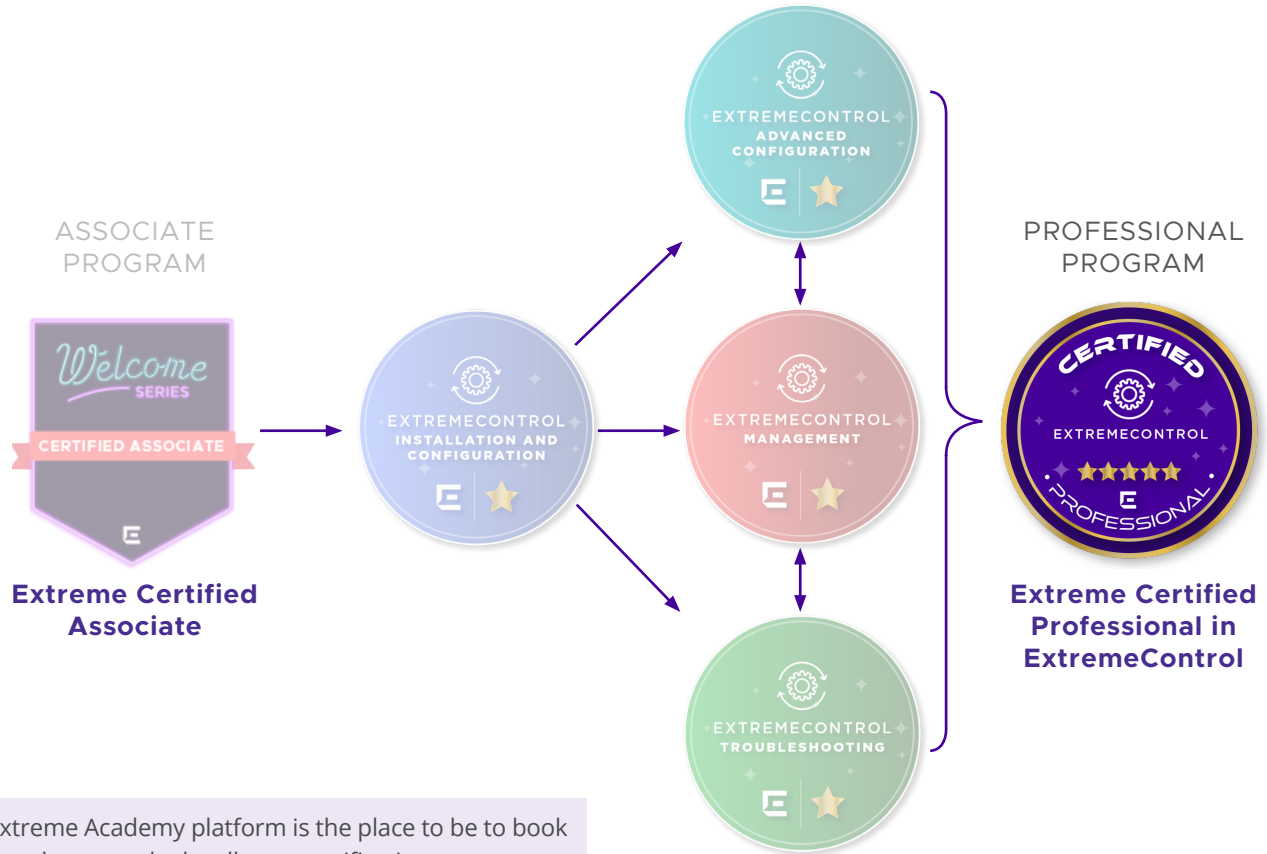 ASSOCIATE
PROGRAM
Welcome
SERIES
CERTIFIED ASSOCIATE
E
Extreme Certified
Associate
EXTREMECONTROL
INSTALLATION AND
CONFIGURATION
E
EXTREMECONTROL
ADVANCED
CONFIGURATION
E
EXTREMECONTROL
MANAGEMENT
E
EXTREMECONTROL
TROUBLESHOOTING
E
PROFESSIONAL
PROGRAM
CERTIFIED
EXTREMECONTROL
E
PROFESSIONAL
Extreme Certified
Professional in
ExtremeControl
xtreme Academy platform is the place to be to book